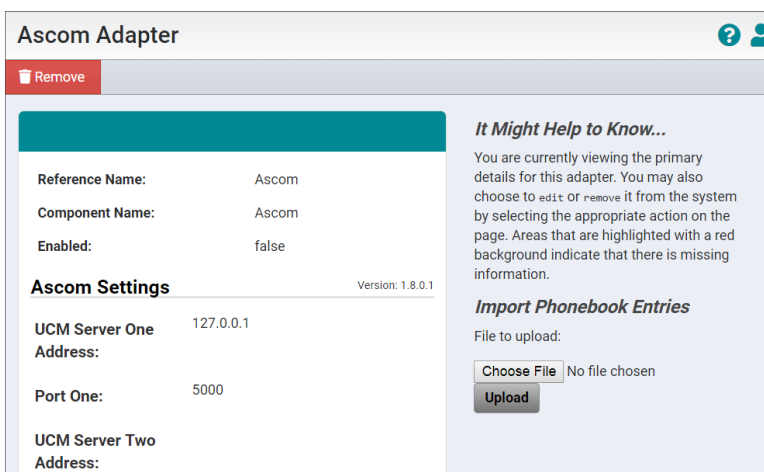 Ascom Adapter
Remove
Reference Name: Ascom
Component Name: Ascom
Enabled: false
Ascom Settings Version: 1.8.0.1
UCM Server One 127.0.0.1
Address:
Port One: 5000
UCM Server Two
Address:
It Might Help to Know...
You are currently viewing the primary
details for this adapter. You may also
choose to edit or remove it from the system
by selecting the appropriate action on the
page. Areas that are highlighted with a red
background indicate that there is missing
information.
Import Phonebook Entries
File to upload:
Choose File No file chosen
Upload